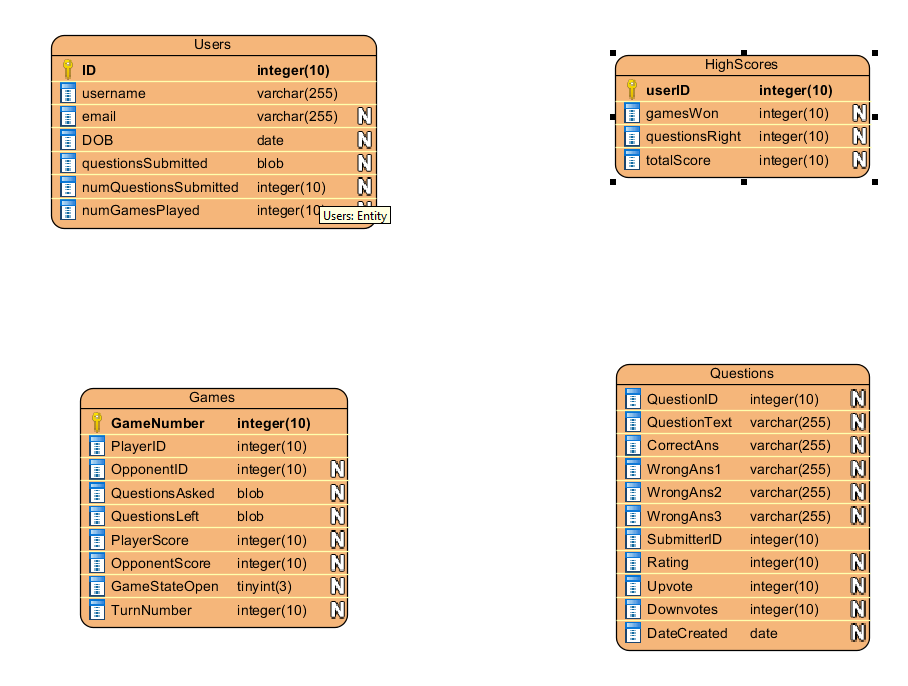 Users
ID integer(10)
username varchar(255)
email varchar(255) N
DOB date N
questionsSubmitted blob N
numQuestionsSubmitted integer(10) N
numGamesPlayed integer(10
Users: Entity
HighScores
userID integer(10)
gamesWon integer(10) N
questionsRight integer(10) N
totalScore integer(10) N
Games
GameNumber integer(10)
PlayerID integer(10)
OpponentID integer(10) N
QuestionsAsked blob N
QuestionsLeft blob N
PlayerScore integer(10) N
OpponentScore integer(10) N
GameStateOpen tinyint(3) N
TurnNumber integer(10) N
Questions
QuestionID integer(10) N
QuestionText varchar(255) N
CorrectAns varchar(255) N
WrongAns1 varchar(255) N
WrongAns2 varchar(255) N
WrongAns3 varchar(255) N
SubmitterID integer(10)
Rating integer(10) N
Upvote integer(10) N
Downvotes integer(10) N
DateCreated date N